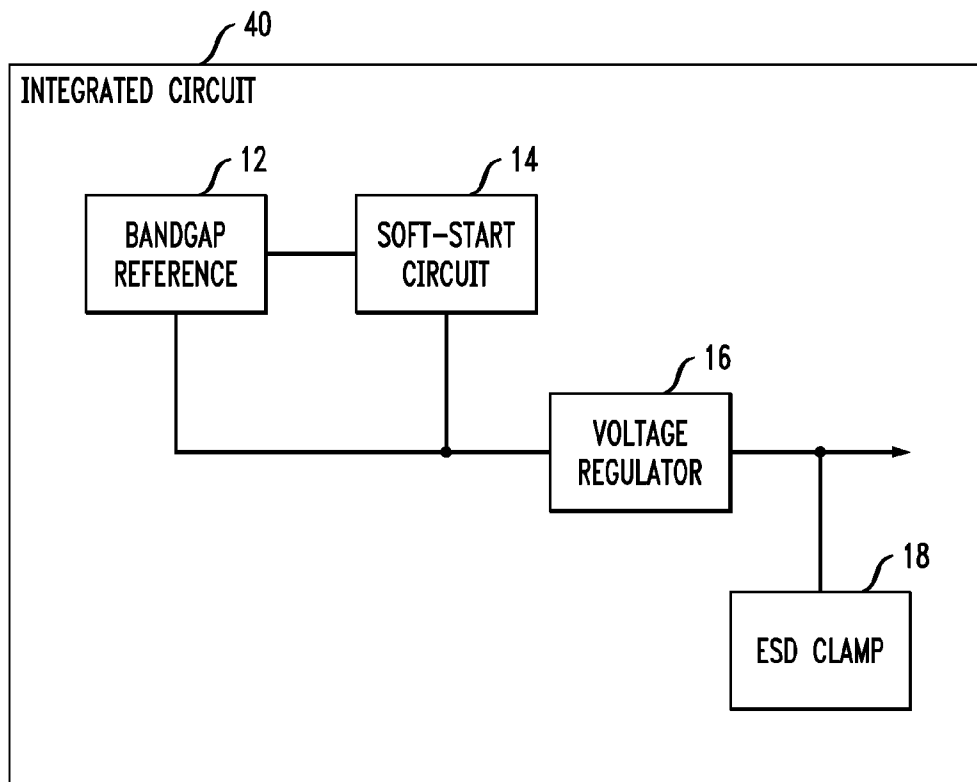 40
INTEGRATED CIRCUIT
12
14
BANDGAP
REFERENCE
SOFT-START
CIRCUIT
16
VOLTAGE
REGULATOR
18
ESD CLAMP